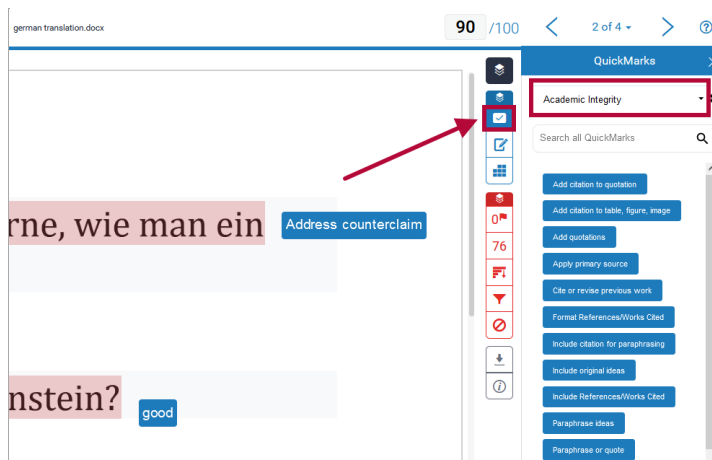 german translation.docx
90 /100
2 of 4
QuickMarks
Academic Integrity
Search all QuickMarks
Add citation to quotation
Add citation to table, figure, image
Add quotations
Apply primary source
Cite or revise previous work
Format References/Works Cited
Include citation for paraphrasing
Include original ideas
Include References/Works Cited
Paraphrase ideas
Paraphrase or quote
0
76
rne, wie man ein
Address counterclaim
nstein?
good